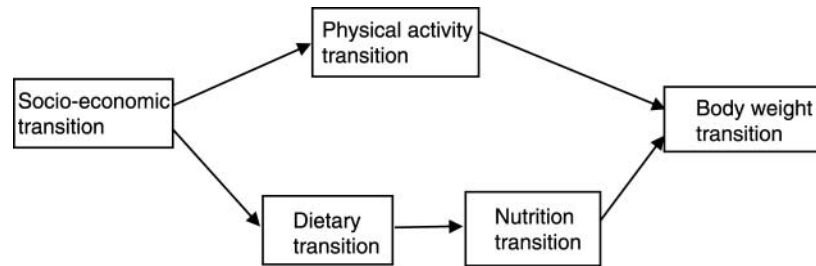 Physical activity
transition
Socio-economic
transition
Body weight
transition
Dietary
transition
Nutrition
transition